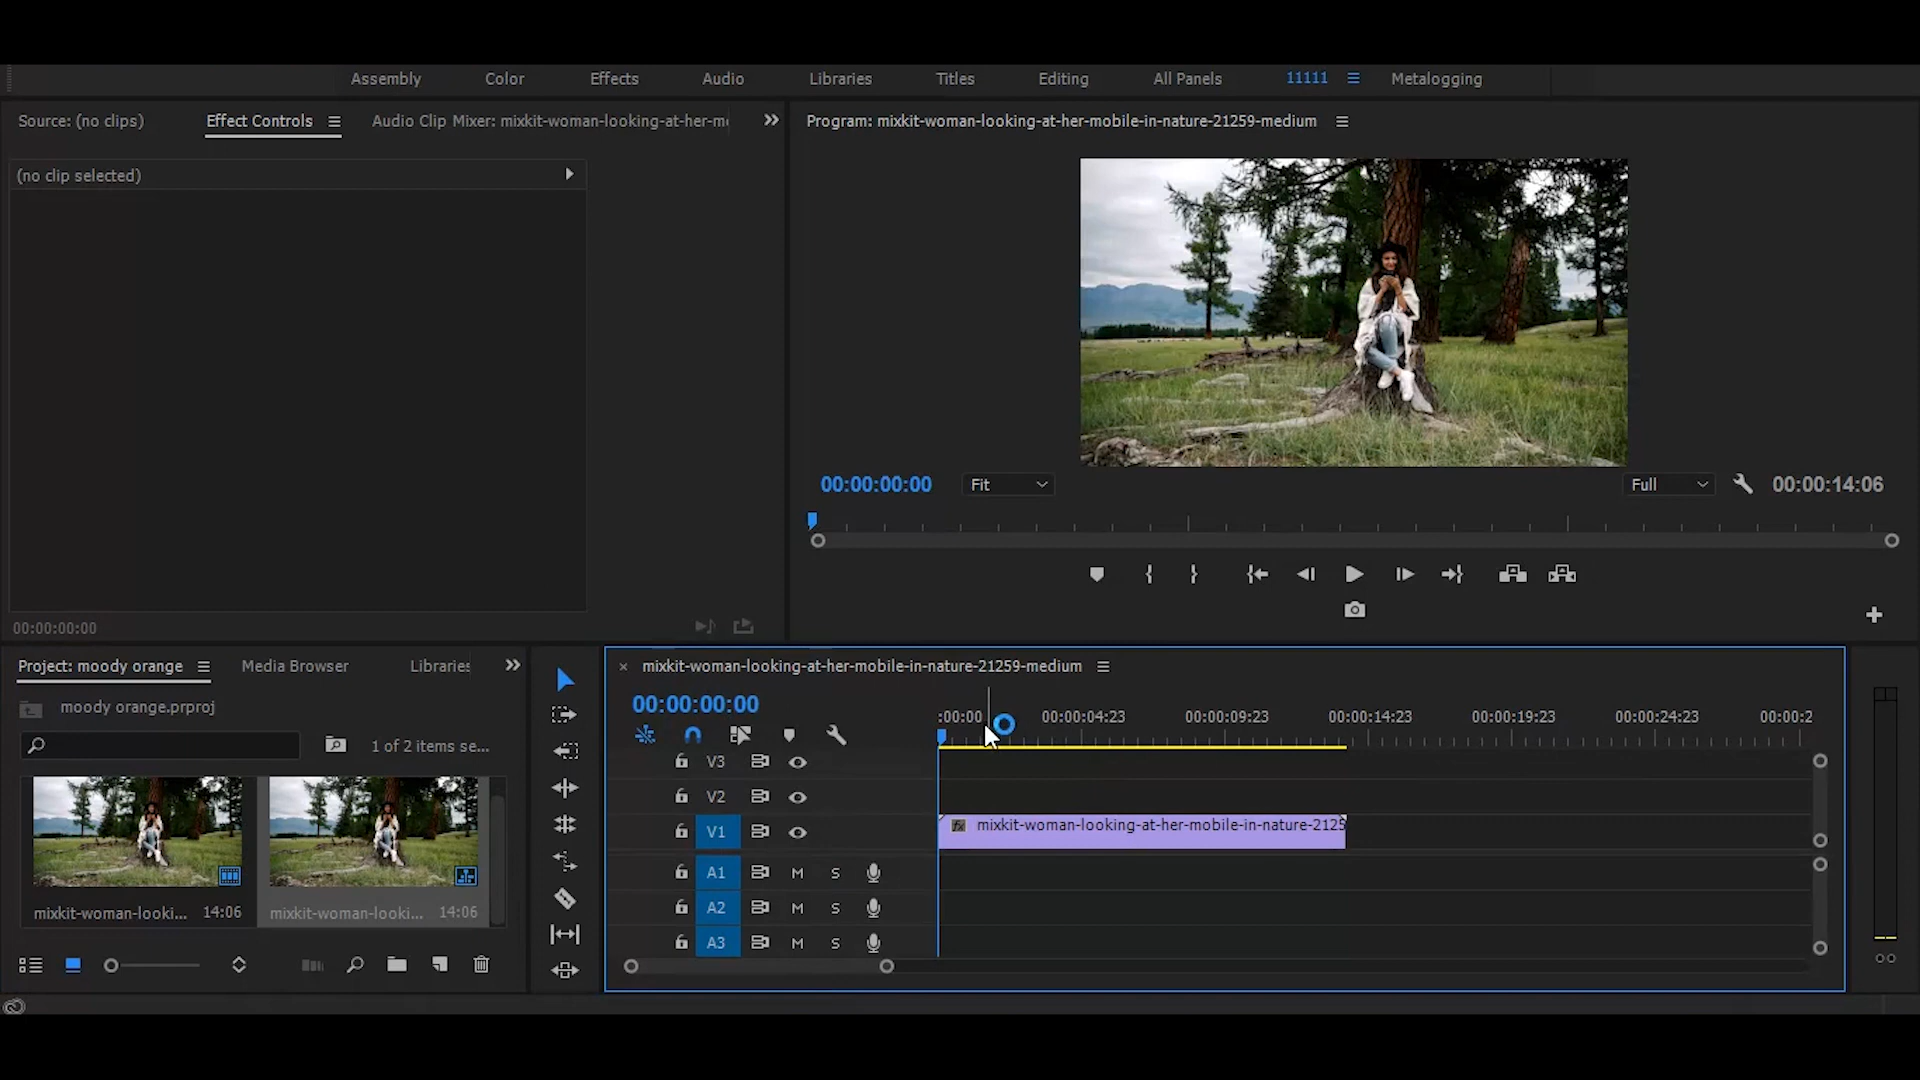 Assembly Color Effects Audio Libraries Titles Editing All Panels 11111 Metalogging
Source: (no clips) Effect Controls Audio Clip Mixer: mixkit-woman-looking-at-her-m
Program: mixkit-woman-looking-at-her-mobile-in-nature-21259-medium
(no clip selected)
00:00:00:00 Fit Full 00:00:14:06
00:00:00:00
Project: moody orange Media Browser Libraries
mixkit-woman-looking-at-her-mobile-in-nature-21259-medium
moody orange.prproj
1 of 2 items se...
00:00:00:00
:00:00 00:00:04:23 00:00:09:23 00:00:14:23 00:00:19:23 00:00:24:23 00:00:2
V3
V2
V1 fx mixkit-woman-looking-at-her-mobile-in-nature-2125
A1 M S
A2 M S
A3 M S
mixkit-woman-looki... 14:06 mixkit-woman-looki... 14:06